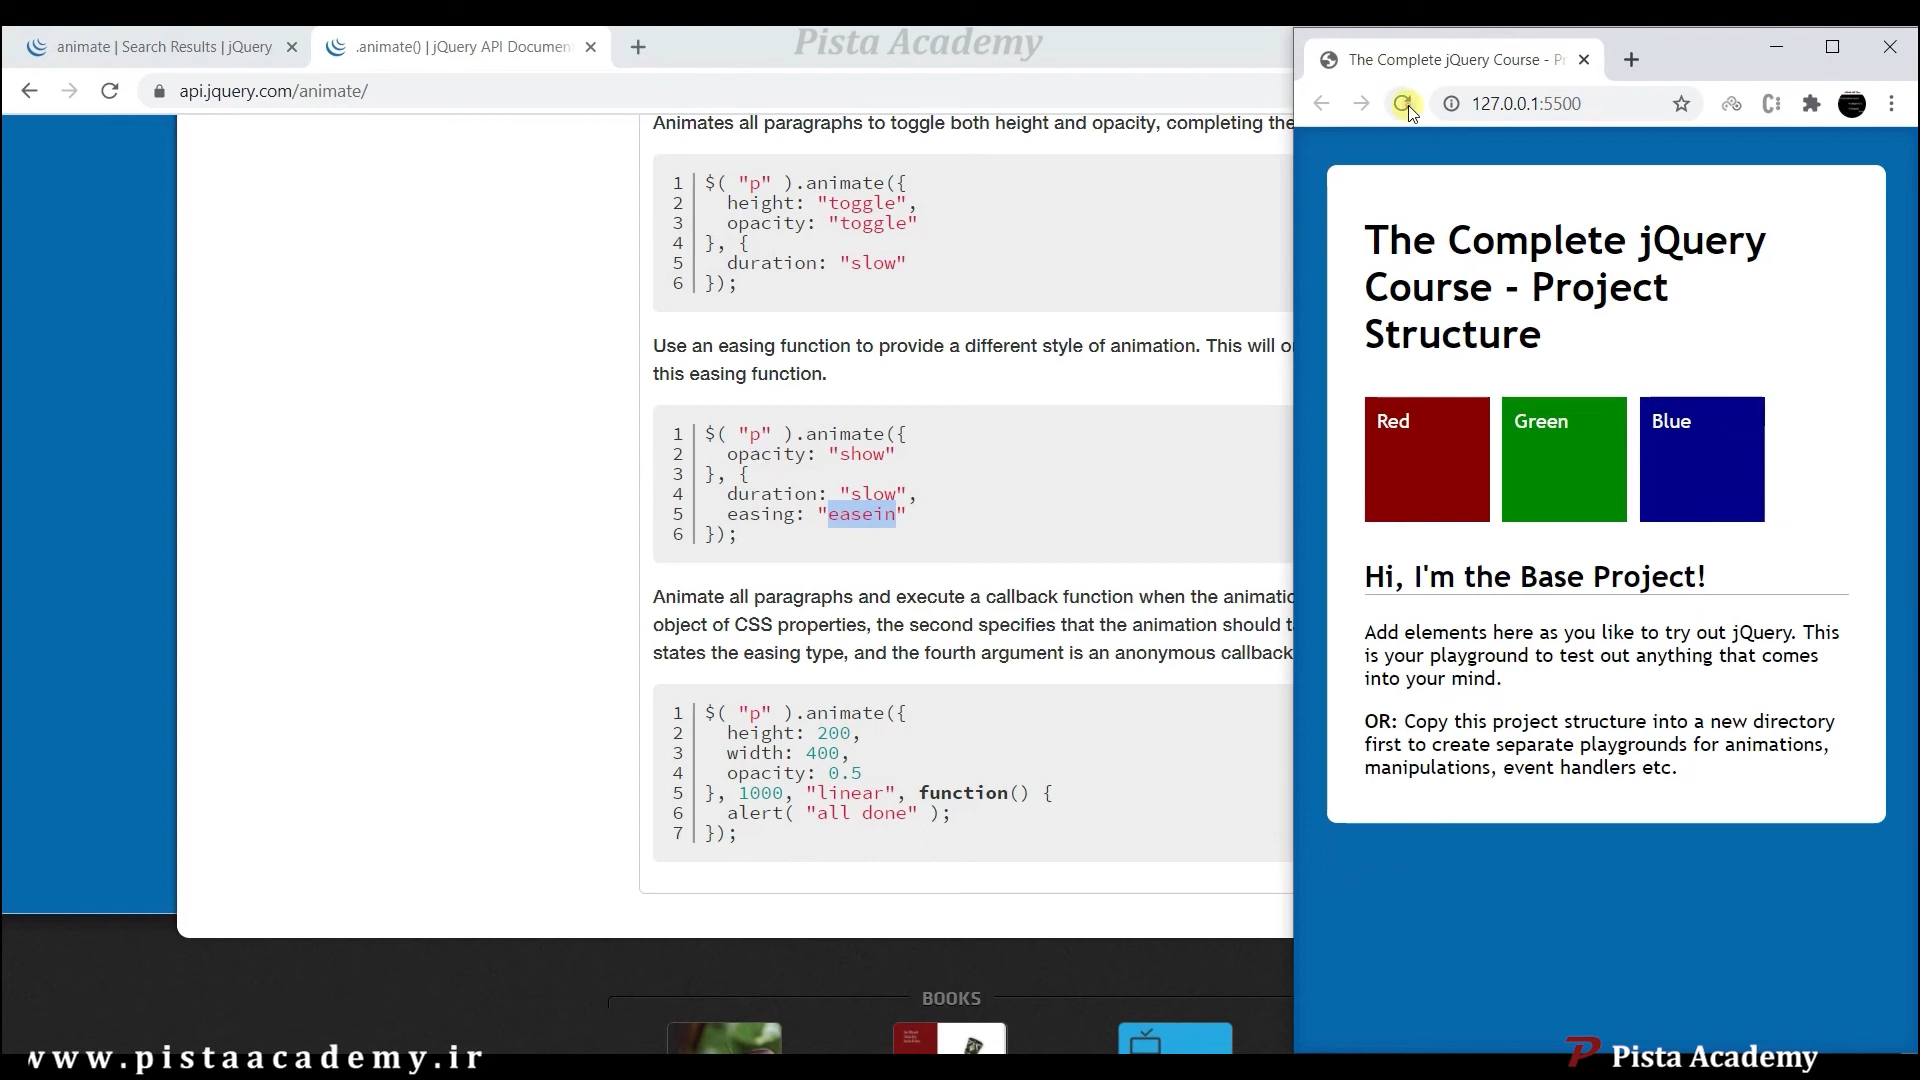 Pista Academy
animate | Search Results | jQuery
.animate() | jQuery API Documen
api.jquery.com/animate/
Animates all paragraphs to toggle both height and opacity, completing the
1 $( "p" ).animate({
2 height: "toggle",
3 opacity: "toggle"
4 }, {
5 duration: "slow"
6 });
Use an easing function to provide a different style of animation. This will o
this easing function.
1 $( "p" ).animate({
2 opacity: "show"
3 }, {
4 duration: "slow",
5 easing: "easein"
6 });
Animate all paragraphs and execute a callback function when the animatio
object of CSS properties, the second specifies that the animation should t
states the easing type, and the fourth argument is an anonymous callback
1 $( "p" ).animate({
2 height: 200,
3 width: 400,
4 opacity: 0.5
5 }, 1000, "linear", function() {
6 alert( "all done" );
7 });
BOOKS
The Complete jQuery Course - Pr
127.0.0.1:5500
The Complete jQuery
Course - Project
Structure
Red Green Blue
Hi, I'm the Base Project!
Add elements here as you like to try out jQuery. This
is your playground to test out anything that comes
into your mind.
OR: Copy this project structure into a new directory
first to create separate playgrounds for animations,
manipulations, event handlers etc.
www.pistaacademy.ir
Pista Academy